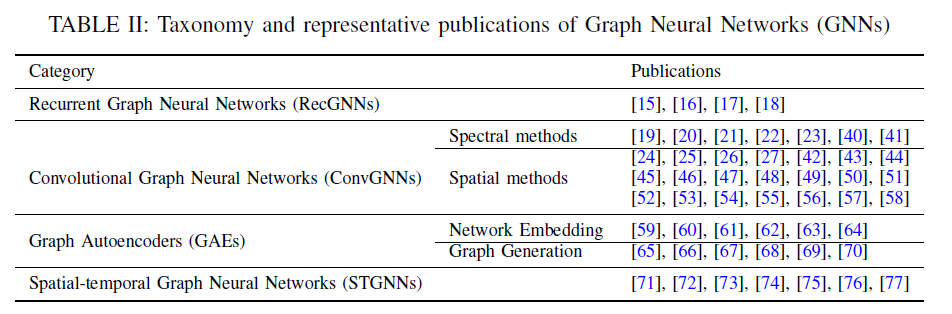 TABLE II: Taxonomy and representative publications of Graph Neural Networks (GNNs)
Category Publications
Recurrent Graph Neural Networks (RecGNNs) [15], [16], [17], [18]
Convolutional Graph Neural Networks (ConvGNNs)
Spectral methods [19], [20], [21], [22], [23], [40], [41]
Spatial methods
[24], [25], [26], [27], [42], [43], [44]
[45], [46], [47], [48], [49], [50], [51]
[52], [53], [54], [55], [56], [57], [58]
Graph Autoencoders (GAEs)
Network Embedding [59], [60], [61], [62], [63], [64]
Graph Generation [65], [66], [67], [68], [69], [70]
Spatial-temporal Graph Neural Networks (STGNNs) [71], [72], [73], [74], [75], [76], [77]